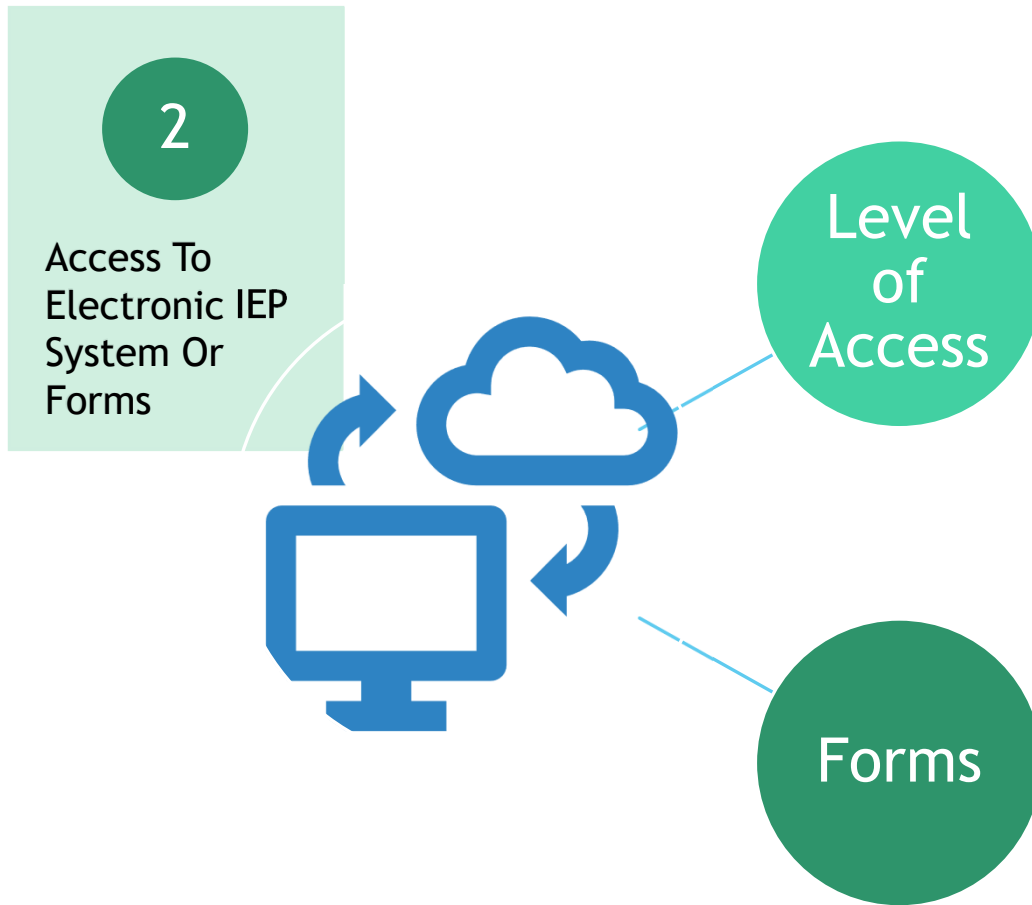 2
Access To
Electronic IEP
System Or
Forms
Level
of
Access
Forms